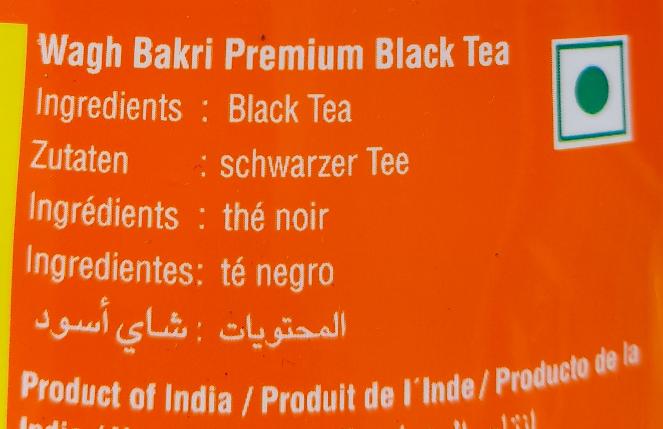 Wagh Bakri Premium Black Tea
Ingredients : Black Tea
Zutaten : schwarzer Tee
Ingrédients : thé noir
Ingredientes: té negro
المحتويات : شاي أسود
Product of India / Produit de l´Inde / Producto de la